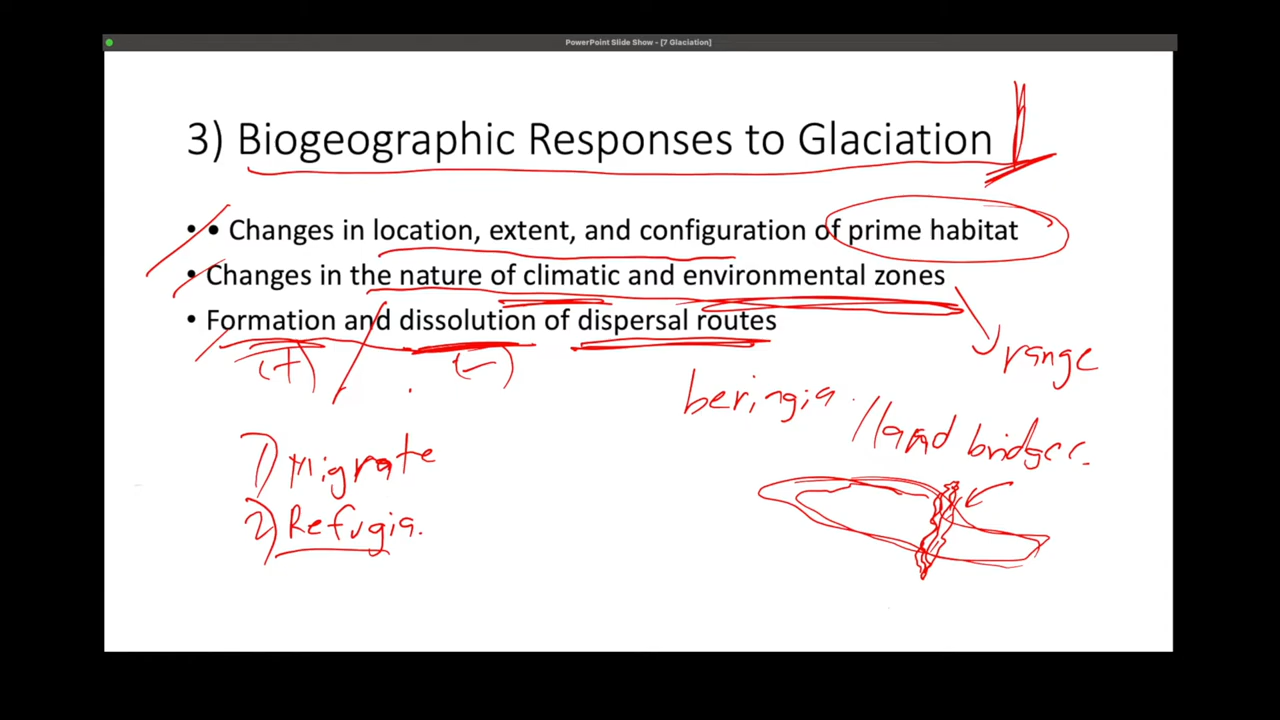 PowerPoint Slide Show - [7 Glaciation]
3) Biogeographic Responses to Glaciation
• • Changes in location, extent, and configuration of prime habitat
• Changes in the nature of climatic and environmental zones
• Formation and dissolution of dispersal routes
(+) (-)
range
beringia / land bridges.
1) Migrate
2) Refugia.